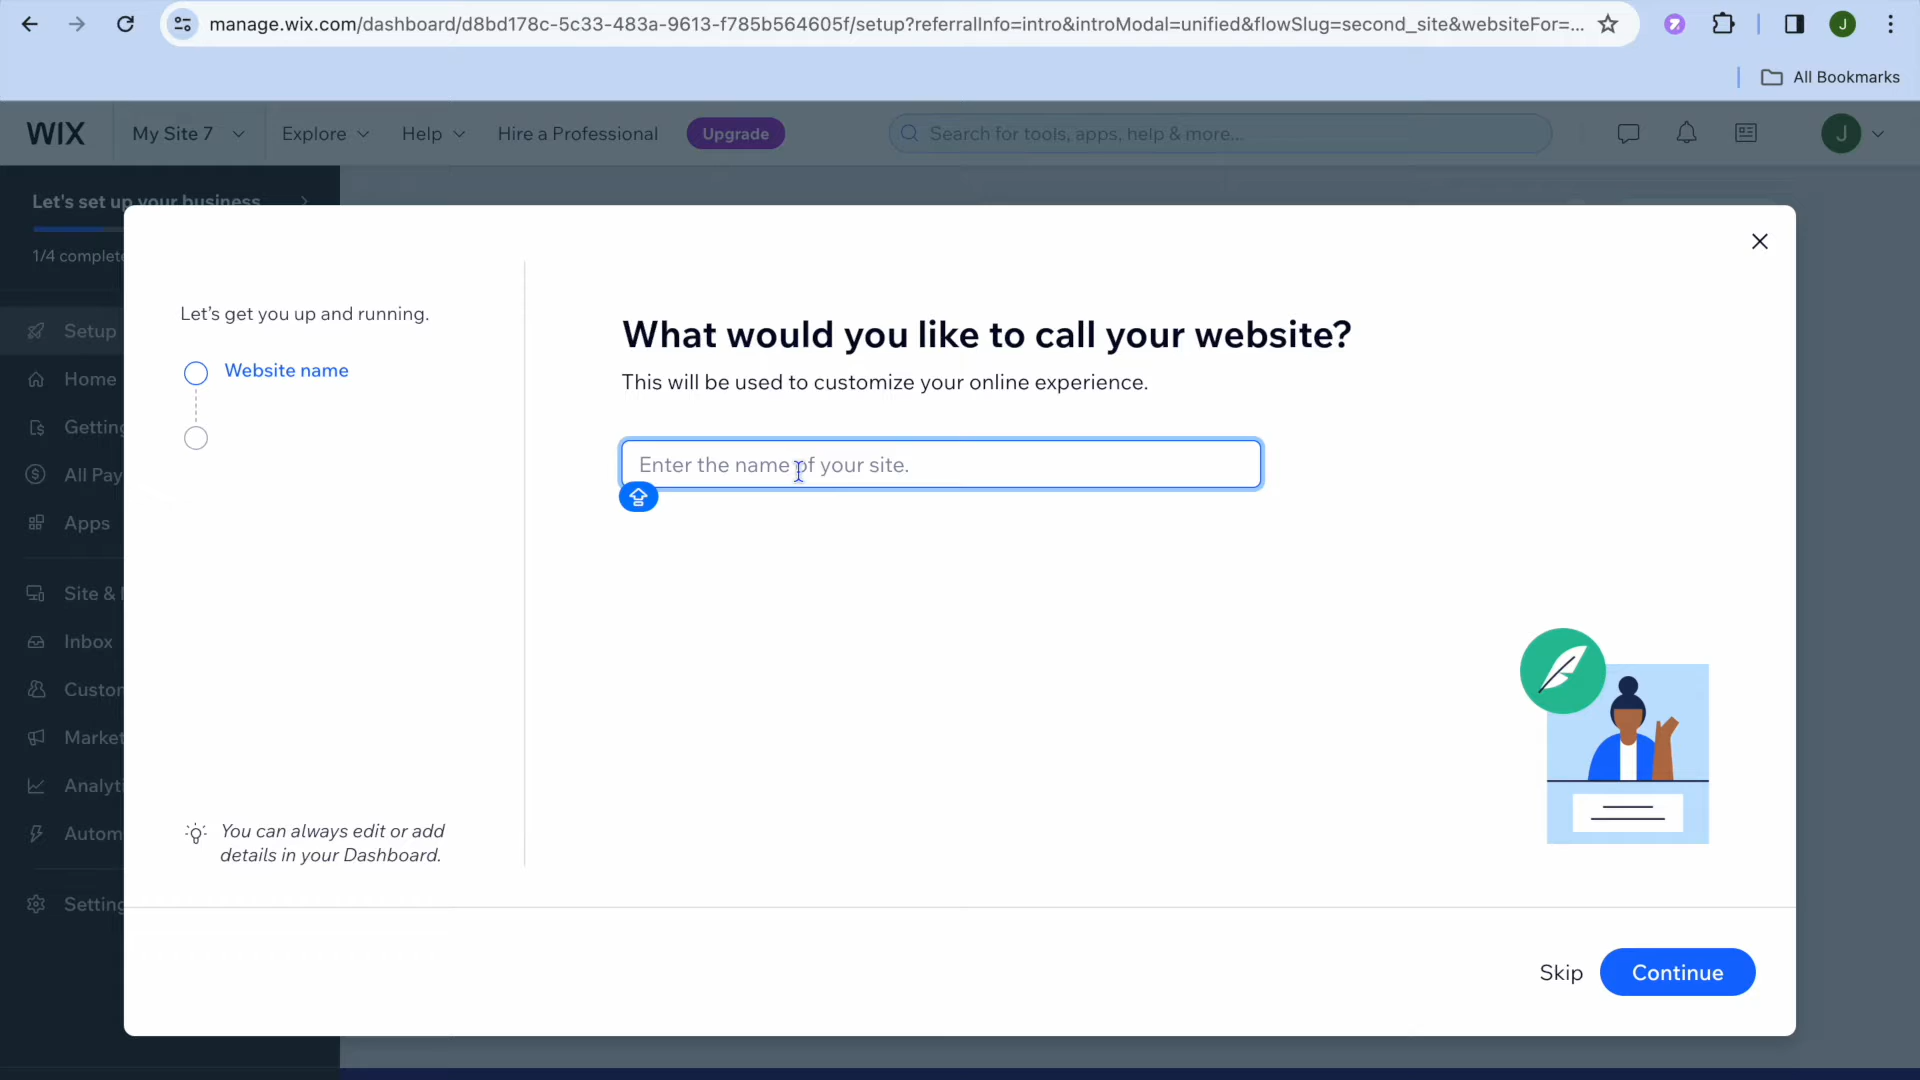 manage.wix.com/dashboard/d8bd178c-5c33-483a-9613-f785b564605f/setup?referralInfo=intro&introModal=unified&flowSlug=second_site&websiteFor=...
J
All Bookmarks
WIX
My Site 7
Explore
Help
Hire a Professional
Upgrade
Search for tools, apps, help & more...
J
Let's set up your business
1/4 complete
Setup
Home
Getting
All Pay
Apps
Site &
Inbox
Custon
Market
Analyti
Autom
Setting
Let's get you up and running.
Website name
You can always edit or add
details in your Dashboard.
What would you like to call your website?
This will be used to customize your online experience.
Enter the name of your site.
Skip
Continue